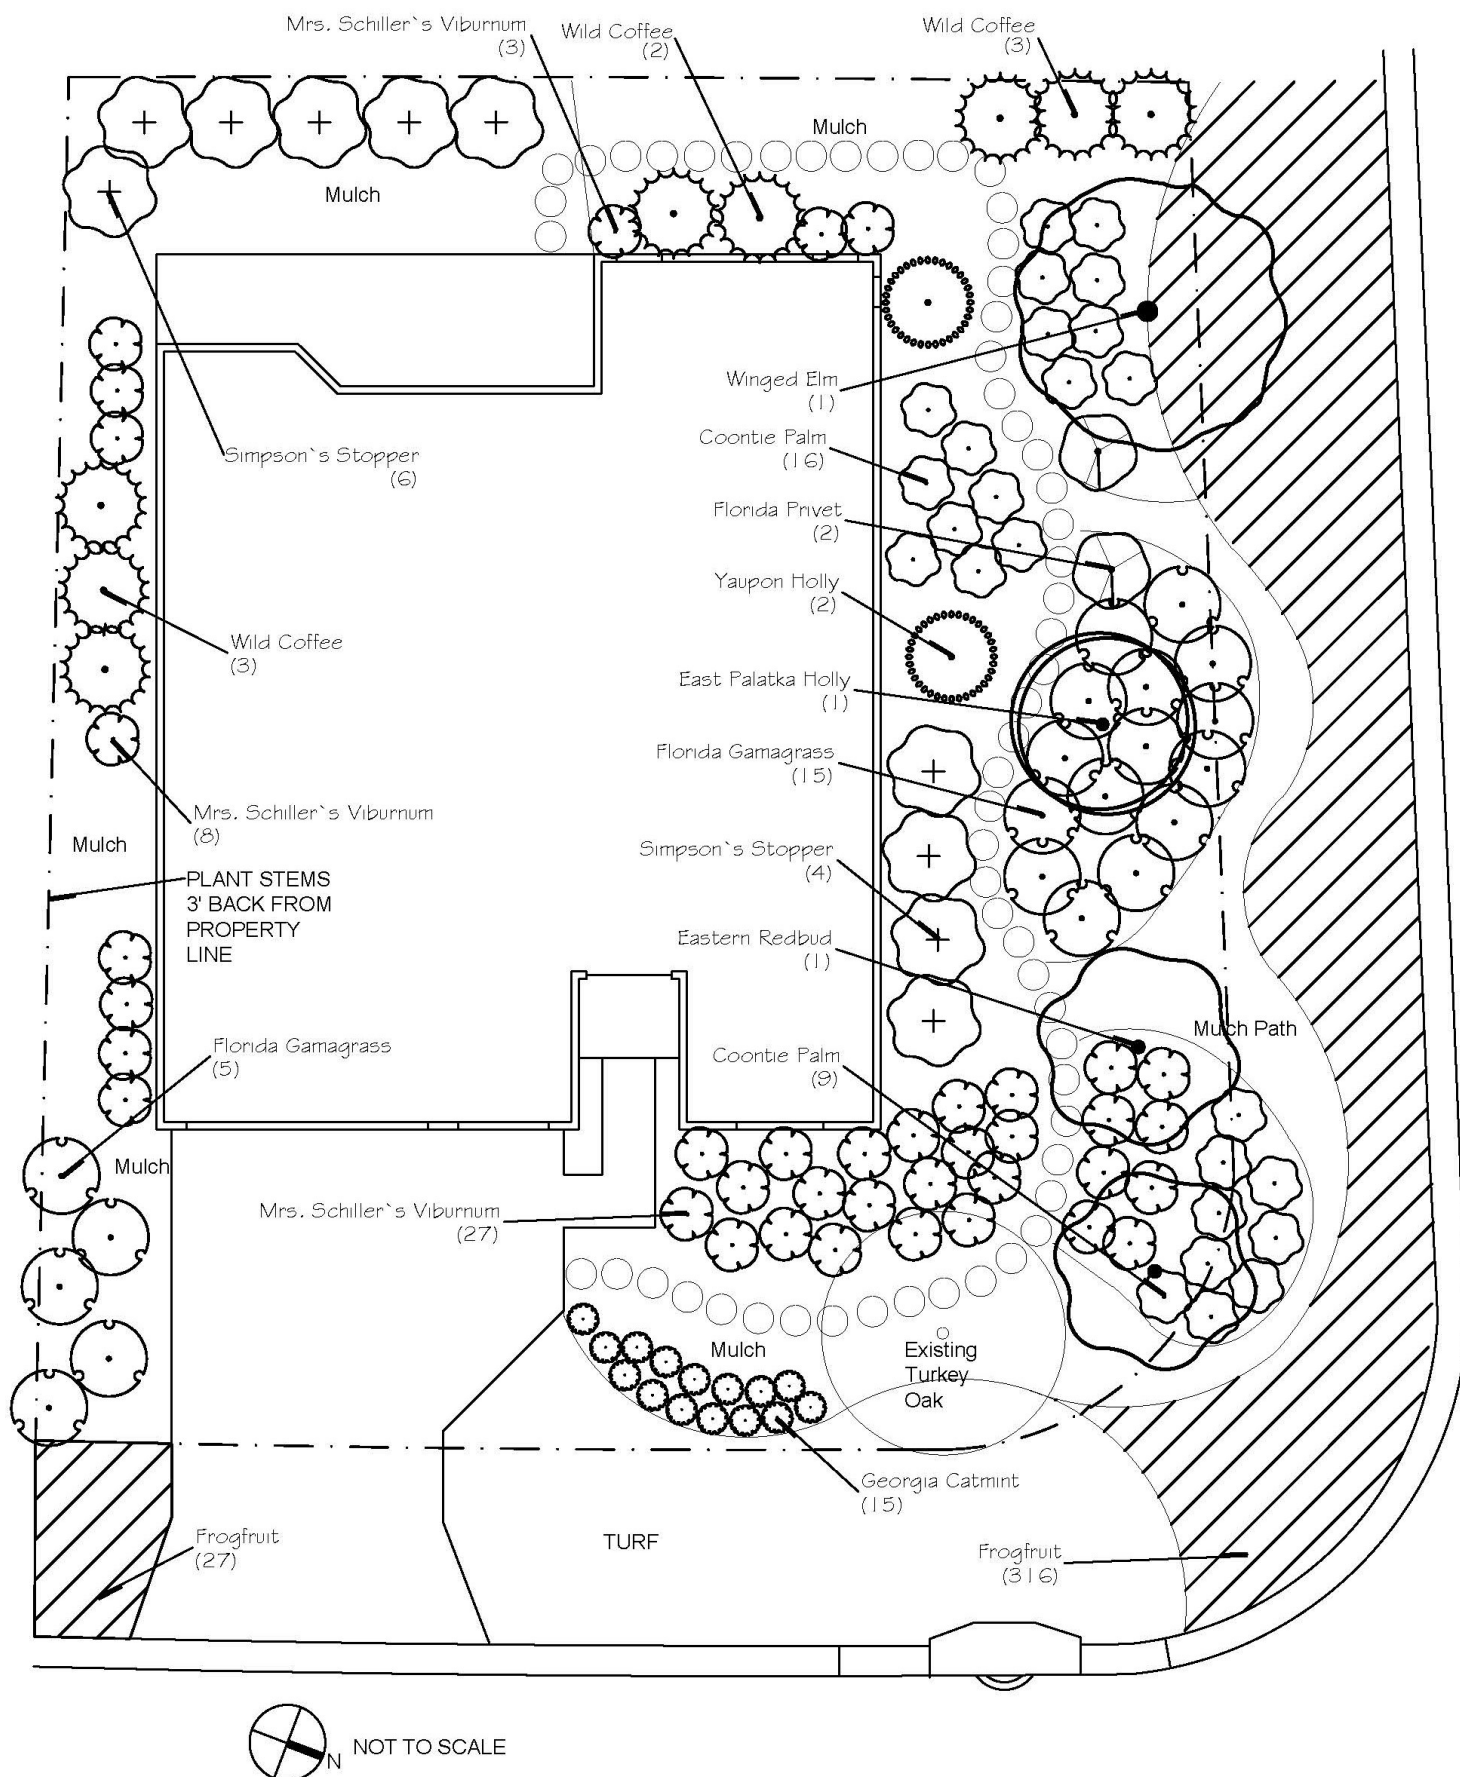 Mrs. Schiller`s Viburnum
(3)
Wild Coffee
(2)
Wild Coffee
(3)
Mulch
Mulch
Winged Elm
(1)
Simpson`s Stopper
(6)
Coontie Palm
(16)
Florida Privet
(2)
Yaupon Holly
(2)
Wild Coffee
(3)
East Palatka Holly
(1)
Florida Gamagrass
(15)
Mrs. Schiller`s Viburnum
(8)
Mulch
Simpson`s Stopper
(4)
PLANT STEMS
3' BACK FROM
PROPERTY
LINE
Eastern Redbud
(1)
Mulch Path
Florida Gamagrass
(5)
Coontie Palm
(9)
Mulch
Mrs. Schiller`s Viburnum
(27)
Mulch
Existing
Turkey
Oak
Georgia Catmint
(15)
Frogfruit
(27)
TURF
Frogfruit
(316)
N
NOT TO SCALE